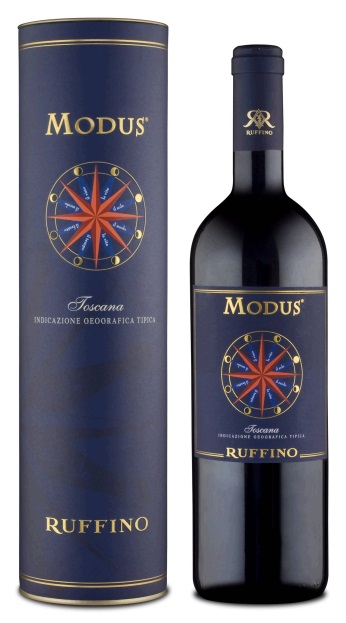 MODUS®
Toscana
INDICAZIONE GEOGRAFICA TIPICA
RUFFINO
RUFFINO
MODUS®
Toscana
INDICAZIONE GEOGRAFICA TIPICA
RUFFINO